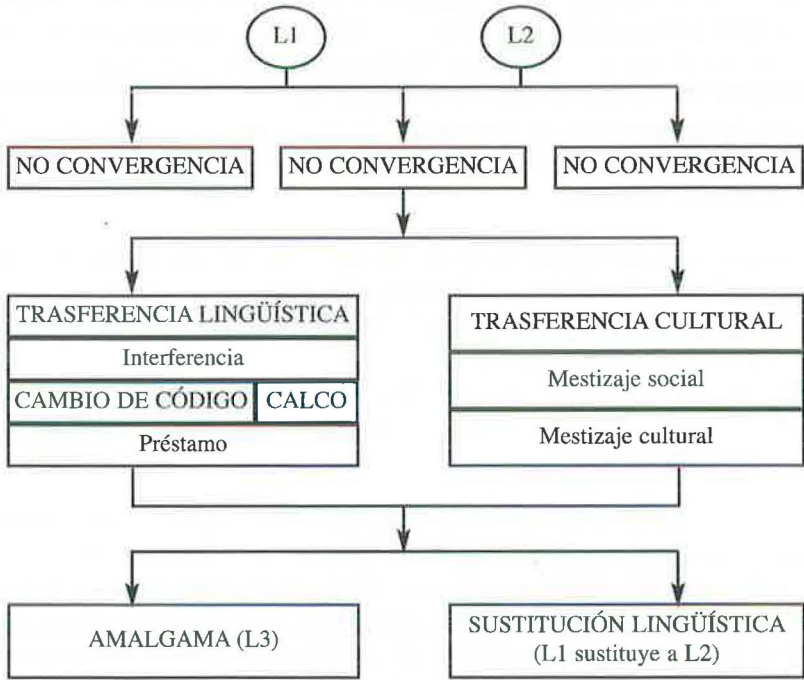 L1
L2
NO CONVERGENCIA
NO CONVERGENCIA
NO CONVERGENCIA
TRASFERENCIA LINGÜÍSTICA
Interferencia
CAMBIO DE CÓDIGO
CALCO
Préstamo
TRASFERENCIA CULTURAL
Mestizaje social
Mestizaje cultural
AMALGAMA (L3)
SUSTITUCIÓN LINGÜÍSTICA
(L1 sustituye a L2)